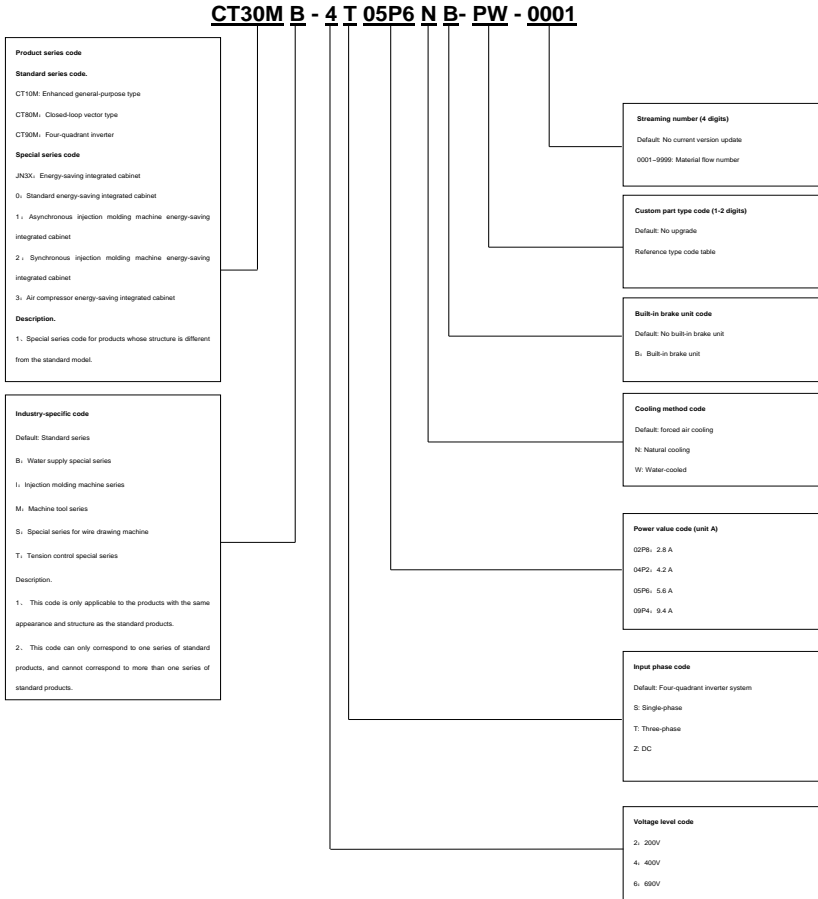 CT30M B - 4 T 05P6 N B- PW - 0001
Product series code
Standard series code.
CT10M: Enhanced general-purpose type
CT80M: Closed-loop vector type
CT90M: Four-quadrant inverter
Special series code
JN3X: Energy-saving integrated cabinet
0: Standard energy-saving integrated cabinet
1: Asynchronous injection molding machine energy-saving
integrated cabinet
2: Synchronous injection molding machine energy-saving
integrated cabinet
3: Air compressor energy-saving integrated cabinet
Description.
1. Special series code for products whose structure is different
from the standard model.
Industry-specific code
Default: Standard series
B: Water supply special series
I: Injection molding machine series
M: Machine tool series
S: Special series for wire drawing machine
T: Tension control special series
Description.
1. This code is only applicable to the products with the same
appearance and structure as the standard products.
2. This code can only correspond to one series of standard
products, and cannot correspond to more than one series of
standard products.
Streaming number (4 digits)
Default: No current version update
0001~9999: Material flow number
Custom part type code (1-2 digits)
Default: No upgrade
Reference type code table
Built-in brake unit code
Default: No built-in brake unit
B: Built-in brake unit
Cooling method code
Default: forced air cooling
N: Natural cooling
W: Water-cooled
Power value code (unit A)
02P8: 2.8 A
04P2: 4.2 A
05P6: 5.6 A
09P4: 9.4 A
Input phase code
Default: Four-quadrant inverter system
S: Single-phase
T: Three-phase
Z: DC
Voltage level code
2: 200V
4: 400V
6: 690V